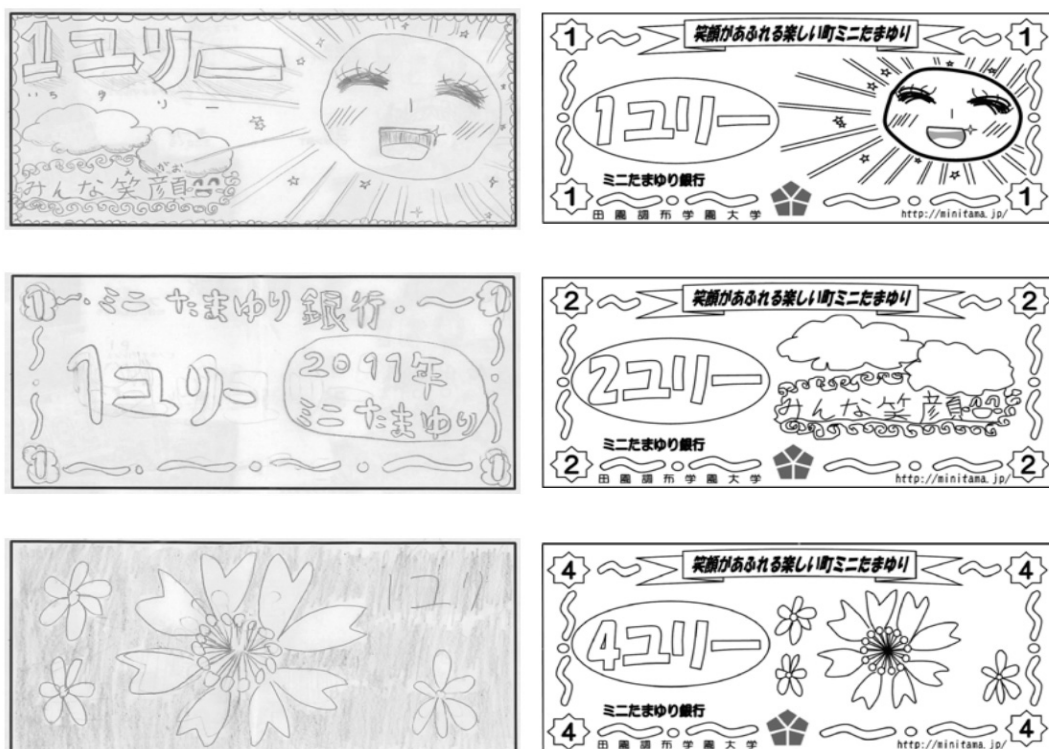 1ユリー
いちゆりー
えがお
みんな笑顔
1
1
笑顔があふれる楽しい町ミニたまゆり
1ユリー
ミニたまゆり銀行
田園調布学園大学
http://minitama.jp/
1
1
1
1
ミニたまゆり銀行
1ユリー
2011年
ミニたまゆり
1
1
2
2
笑顔があふれる楽しい町ミニたまゆり
2ユリー
みんな笑顔
ミニたまゆり銀行
田園調布学園大学
http://minitama.jp/
2
2
1ユリ
4
4
笑顔があふれる楽しい町ミニたまゆり
4ユリー
ミニたまゆり銀行
田園調布学園大学
http://minitama.jp/
4
4